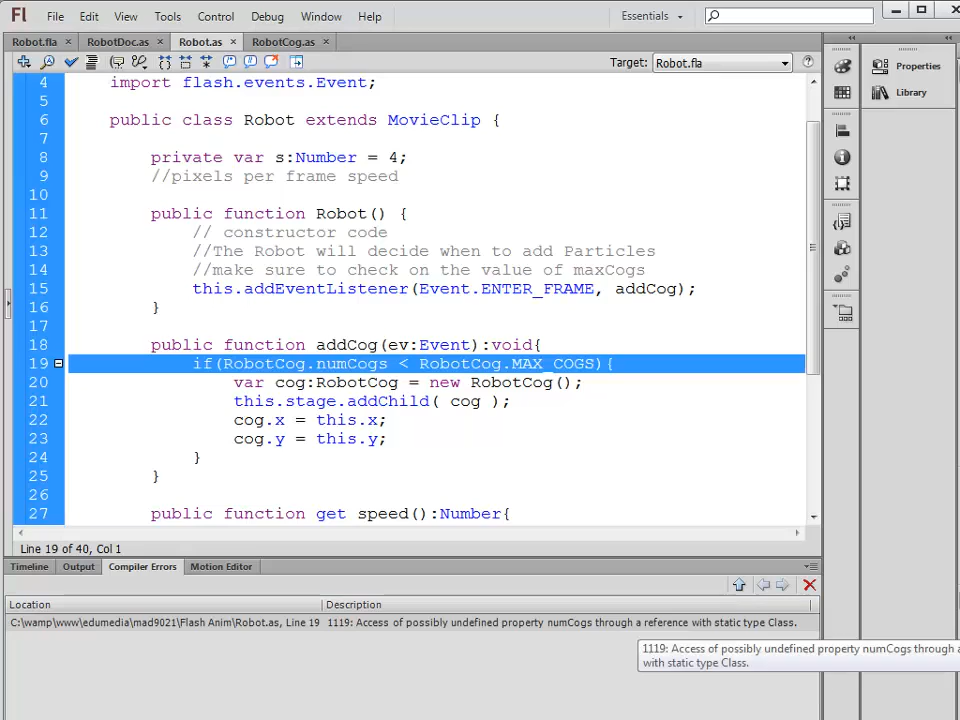 Fl File Edit View Tools Control Debug Window Help Essentials
Robot.fla × RobotDoc.as × Robot.as × RobotCog.as ×
Target: Robot.fla
4 import flash.events.Event;
5
6 public class Robot extends MovieClip {
7
8 private var s:Number = 4;
9 //pixels per frame speed
10
11 public function Robot() {
12 // constructor code
13 //The Robot will decide when to add Particles
14 //make sure to check on the value of maxCogs
15 this.addEventListener(Event.ENTER_FRAME, addCog);
16 }
17
18 public function addCog(ev:Event):void{
19 if(RobotCog.numCogs < RobotCog.MAX_COGS){
20 var cog:RobotCog = new RobotCog();
21 this.stage.addChild( cog );
22 cog.x = this.x;
23 cog.y = this.y;
24 }
25 }
26
27 public function get speed():Number{
Line 19 of 40, Col 1
Properties
Library
Timeline Output Compiler Errors Motion Editor
Location Description
C:\wamp\www\edumedia\mad9021\Flash Anim\Robot.as, Line 19 1119: Access of possibly undefined property numCogs through a reference with static type Class.
1119: Access of possibly undefined property numCogs through a
with static type Class.